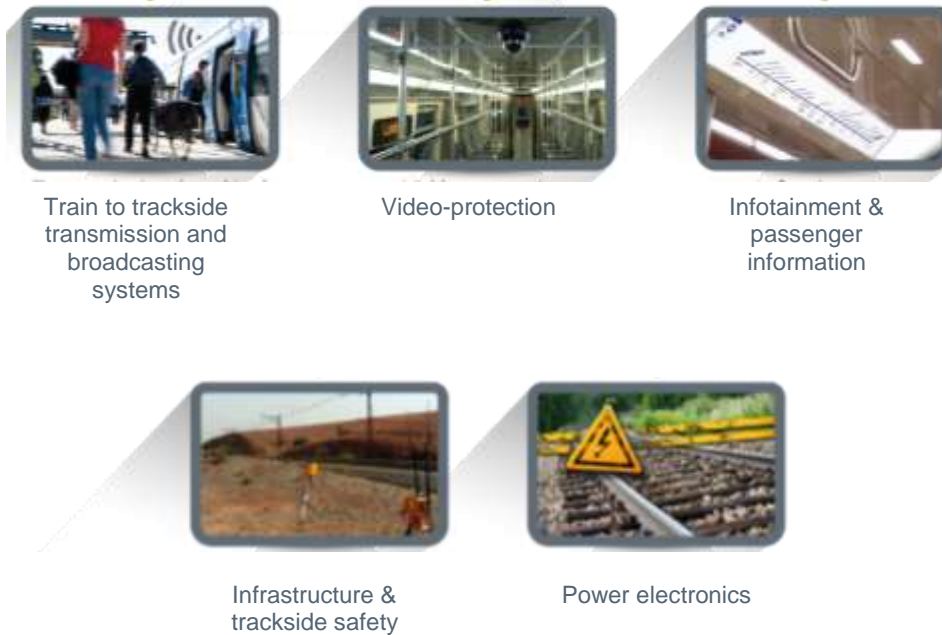 Train to trackside
transmission and
broadcasting
systems
Video-protection
Infotainment &
passenger
information
Infrastructure &
trackside safety
Power electronics